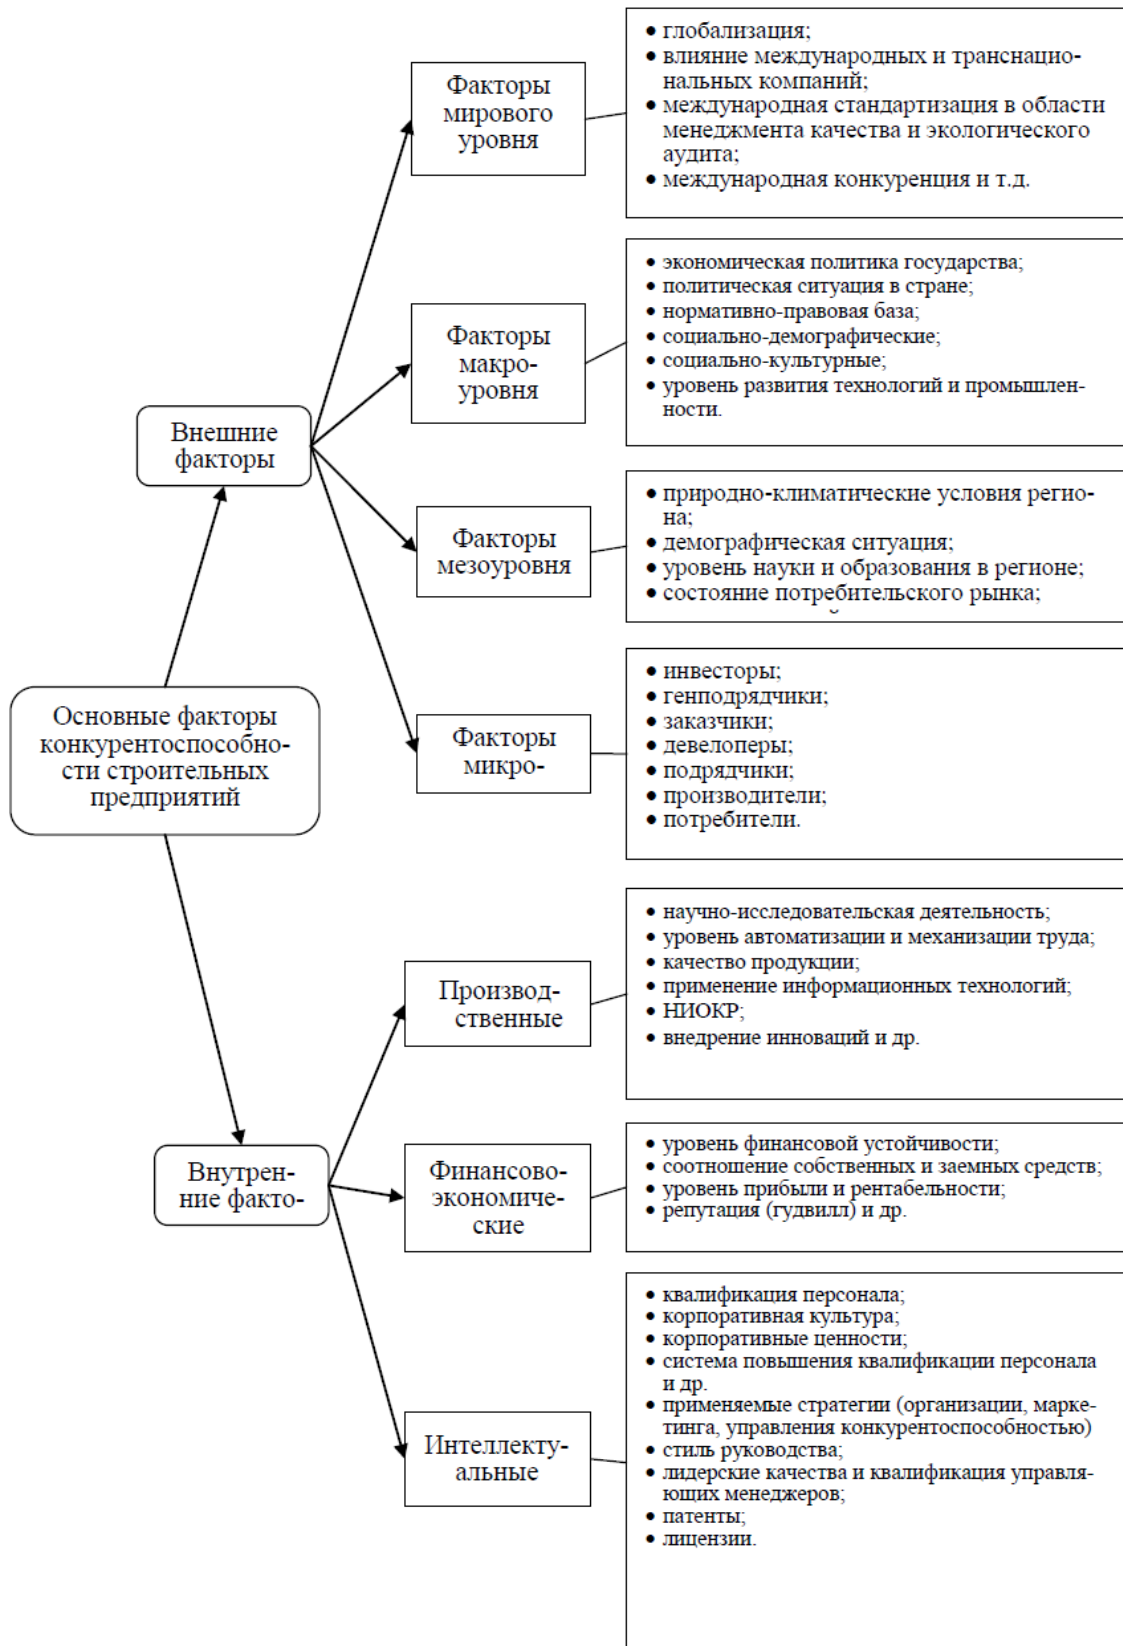 Основные факторы
конкурентоспособно-
сти строительных
предприятий
Внешние
факторы
Факторы
мирового
уровня
• глобализация;
• влияние международных и транснацио-
нальных компаний;
• международная стандартизация в области
менеджмента качества и экологического
аудита;
• международная конкуренция и т.д.
Факторы
макро-
уровня
• экономическая политика государства;
• политическая ситуация в стране;
• нормативно-правовая база;
• социально-демографические;
• социально-культурные;
• уровень развития технологий и промышлен-
ности.
Факторы
мезоуровня
• природно-климатические условия регио-
на;
• демографическая ситуация;
• уровень науки и образования в регионе;
• состояние потребительского рынка;
Факторы
микро-
• инвесторы;
• генподрядчики;
• заказчики;
• девелоперы;
• подрядчики;
• производители;
• потребители.
Внутрен-
ние факто-
Производ-
ственные
• научно-исследовательская деятельность;
• уровень автоматизации и механизации труда;
• качество продукции;
• применение информационных технологий;
• НИОКР;
• внедрение инноваций и др.
Финансово-
экономиче-
ские
• уровень финансовой устойчивости;
• соотношение собственных и заемных средств;
• уровень прибыли и рентабельности;
• репутация (гудвилл) и др.
Интеллекту-
альные
• квалификация персонала;
• корпоративная культура;
• корпоративные ценности;
• система повышения квалификации персонала
и др.
• применяемые стратегии (организации, марке-
тинга, управления конкурентоспособностью)
• стиль руководства;
• лидерские качества и квалификация управля-
ющих менеджеров;
• патенты;
• лицензии.